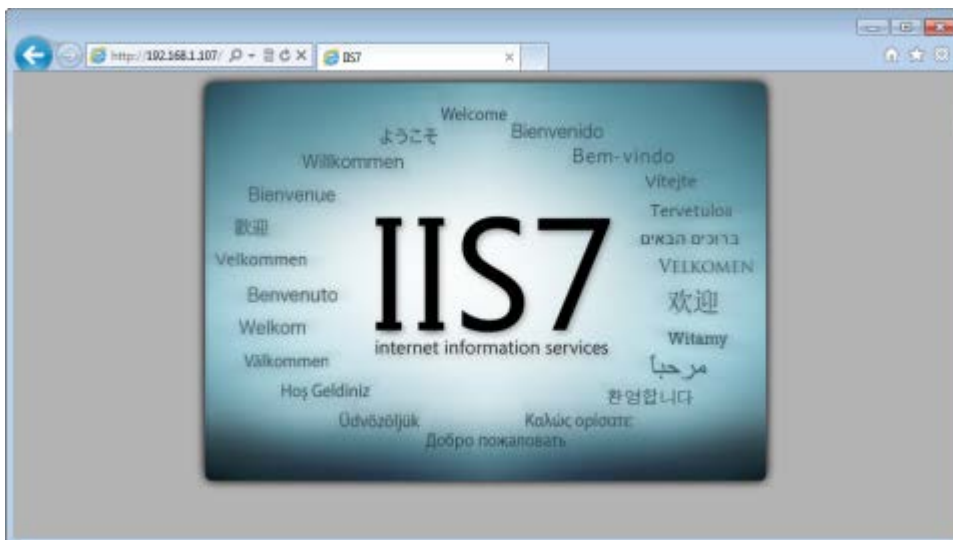 http://192.168.1.107/
IIS7
Welcome
ようこそ
Bienvenido
Willkommen
Bem-vindo
Vítejte
Bienvenue
Tervetuloa
歡迎
ברוכים הבאים
Velkommen
VELKOMEN
Benvenuto
欢迎
Welkom
Witamy
Välkommen
مرحباً
Hoş Geldiniz
환영합니다
Üdvözöljük
Καλώς ορίσατε
Добро пожаловать
IIS7
internet information services